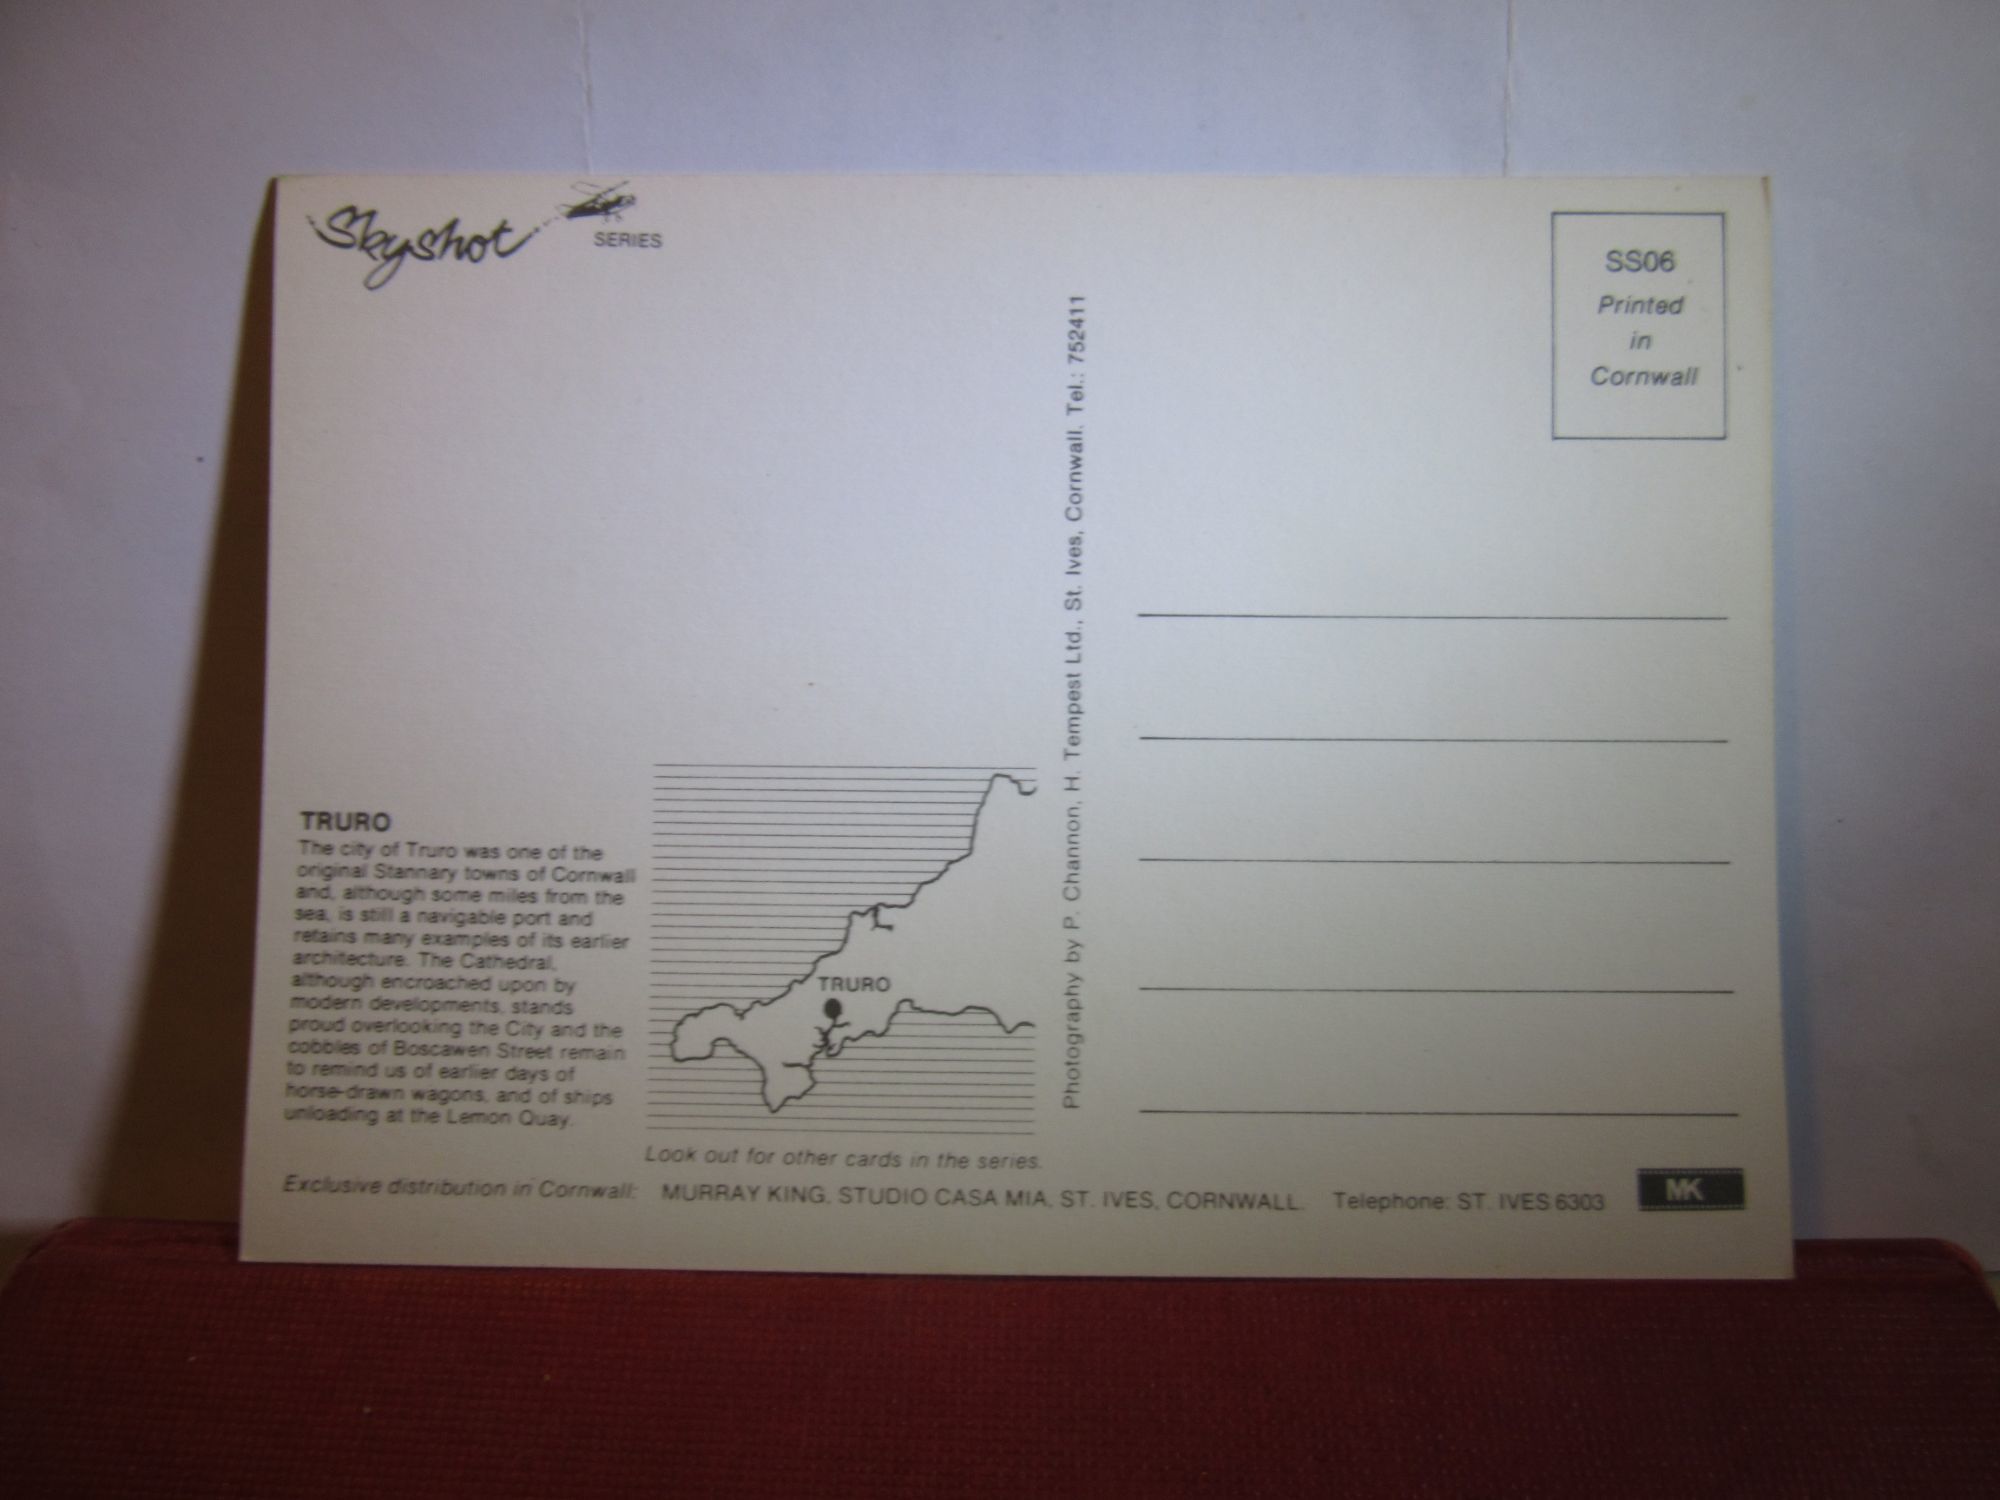 Skyshot
SERIES
SS06
Printed
in
Cornwall
Photography by P. Channon, H. Tempest Ltd., St. Ives, Cornwall. Tel.: 752411
TRURO
The city of Truro was one of the
original Stannary towns of Cornwall
and, although some miles from the
sea, is still a navigable port and
retains many examples of its earlier
architecture. The Cathedral,
although encroached upon by
modern developments, stands
proud overlooking the City and the
cobbles of Boscawen Street remain
to remind us of earlier days of
horse-drawn wagons, and of ships
unloading at the Lemon Quay.
TRURO
Look out for other cards in the series.
Exclusive distribution in Cornwall: MURRAY KING, STUDIO CASA MIA, ST. IVES, CORNWALL. Telephone: ST. IVES 6303
MK